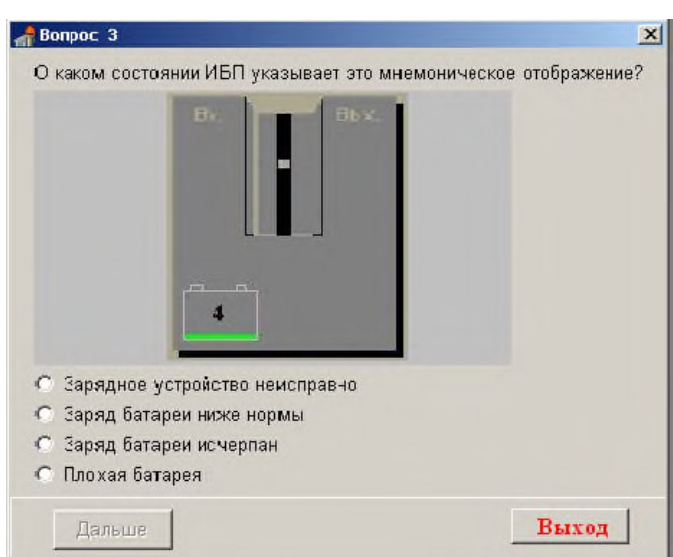 Вопрос 3
О каком состоянии ИБП указывает это мнемоническое отображение?
Вх. Вых.
4
Зарядное устройство неисправно
Заряд батареи ниже нормы
Заряд батареи исчерпан
Плохая батарея
Дальше Выход